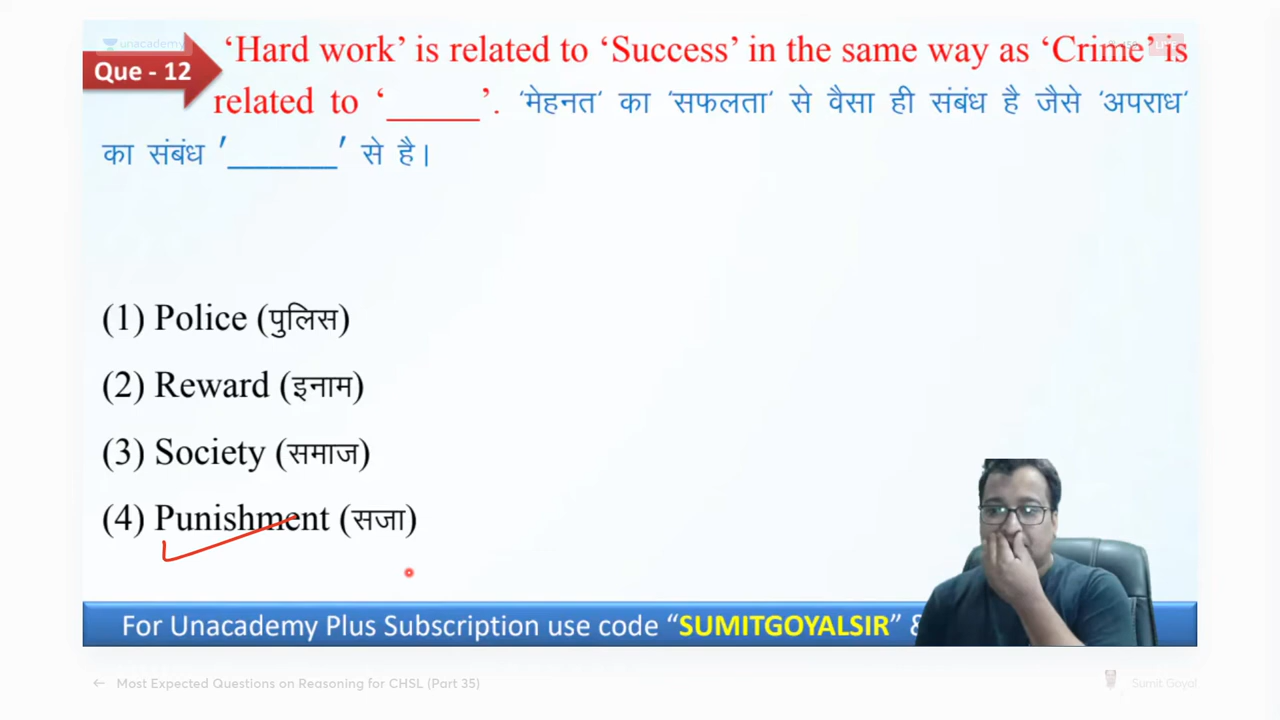 unacademy
Que - 12
‘Hard work’ is related to ‘Success’ in the same way as ‘Crime’ is
related to ‘_____’. ‘मेहनत‘ का ‘सफलता‘ से वैसा ही संबंध है जैसे ‘अपराध‘
का संबंध ’______’ से है।
(1) Police (पुलिस)
(2) Reward (इनाम)
(3) Society (समाज)
(4) Punishment (सजा)
For Unacademy Plus Subscription use code “SUMITGOYALSIR” &
← Most Expected Questions on Reasoning for CHSL (Part 35)
Sumit Goyal